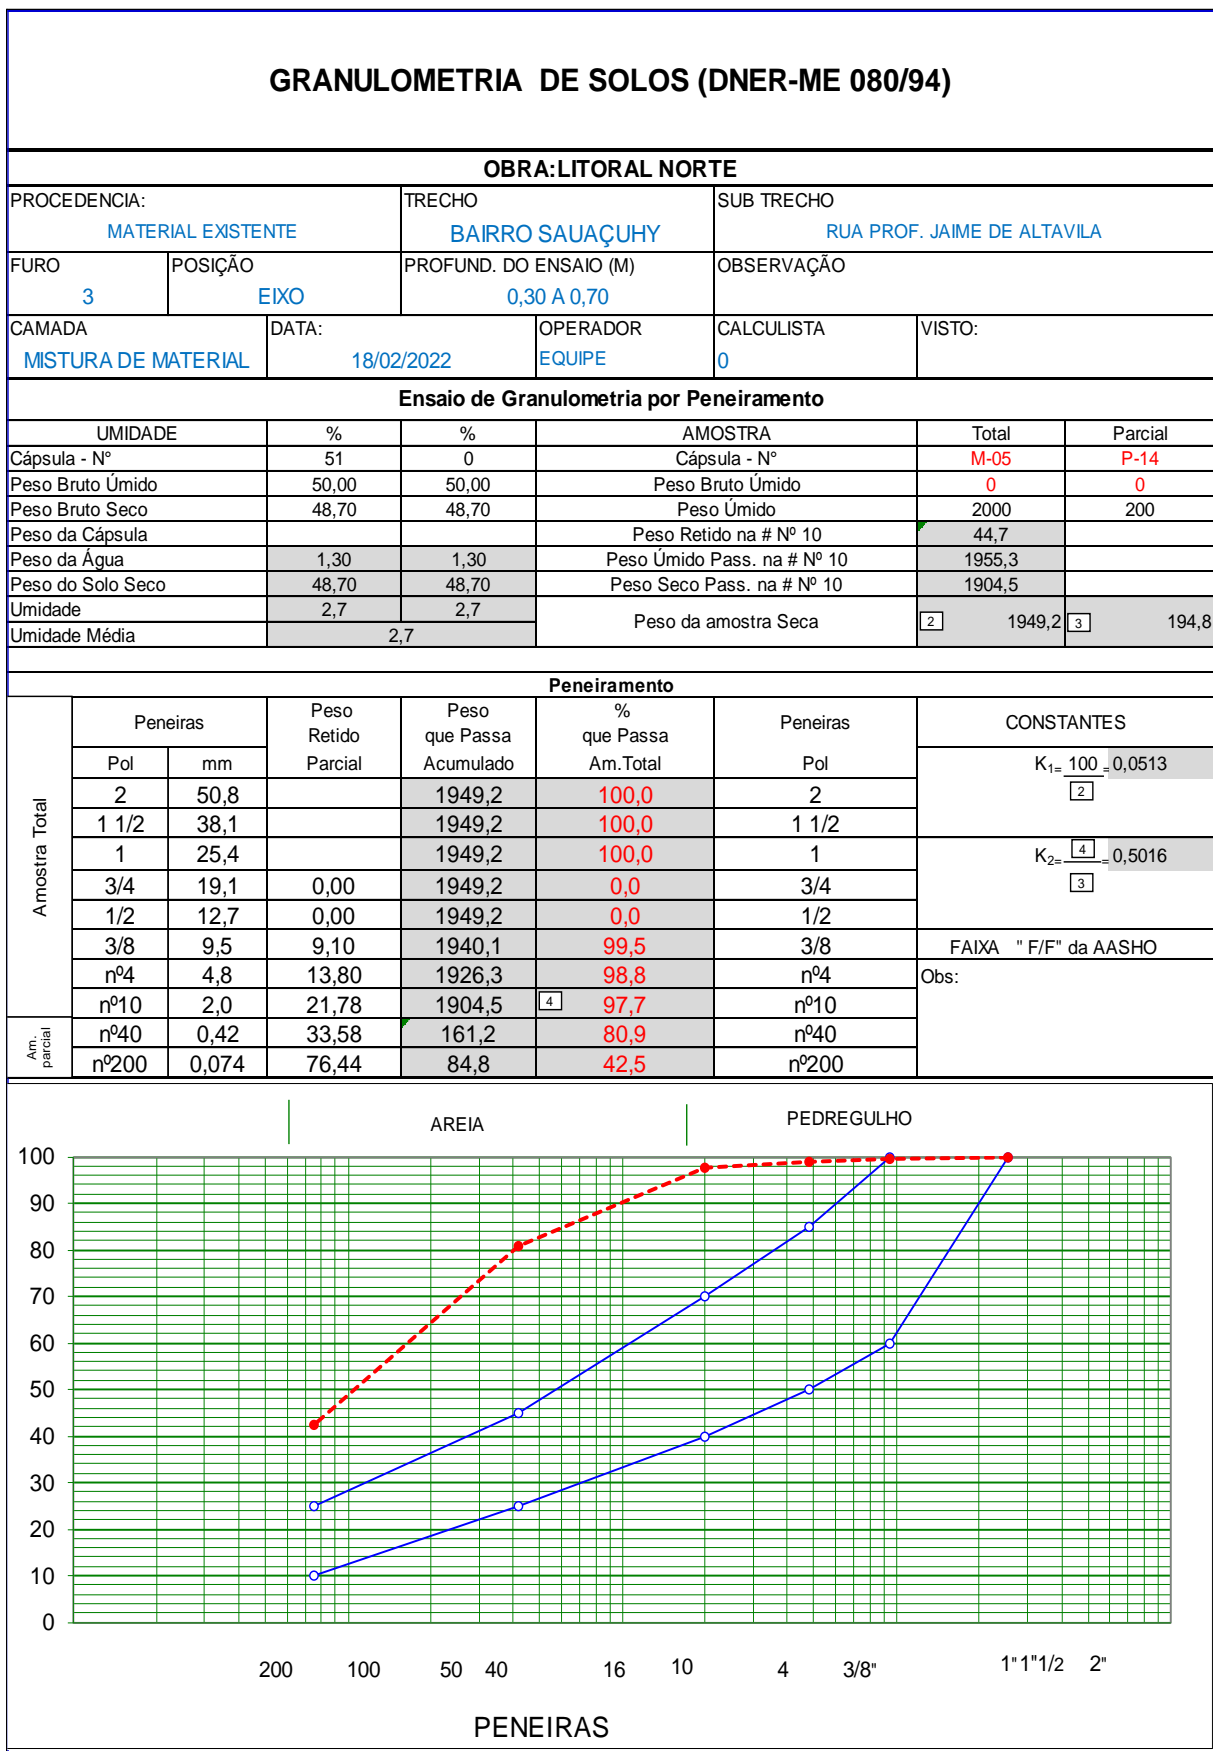 GRANULOMETRIA DE SOLOS (DNER-ME 080/94)
OBRA:LITORAL NORTE
PROCEDENCIA: TRECHO SUB TRECHO
MATERIAL EXISTENTE BAIRRO SAUAÇUHY RUA PROF. JAIME DE ALTAVILA
FURO POSIÇÃO PROFUND. DO ENSAIO (M) OBSERVAÇÃO
3 EIXO 0,30 A 0,70
CAMADA DATA: OPERADOR CALCULISTA VISTO:
MISTURA DE MATERIAL 18/02/2022 EQUIPE 0
Ensaio de Granulometria por Peneiramento
UMIDADE % % AMOSTRA Total Parcial
Cápsula - Nº 51 0 Cápsula - Nº M-05 P-14
Peso Bruto Úmido 50,00 50,00 Peso Bruto Úmido 0 0
Peso Bruto Seco 48,70 48,70 Peso Úmido 2000 200
Peso da Cápsula Peso Retido na # Nº 10 44,7
Peso da Água 1,30 1,30 Peso Úmido Pass. na # Nº 10 1955,3
Peso do Solo Seco 48,70 48,70 Peso Seco Pass. na # Nº 10 1904,5
Umidade 2,7 2,7 Peso da amostra Seca 2 1949,2 3 194,8
Umidade Média 2,7
Peneiramento
Peneiras Peso Retido Peso que Passa % que Passa Peneiras CONSTANTES
Pol mm Parcial Acumulado Am.Total Pol K1= 100 = 0,0513
2
Amostra Total
2 50,8 1949,2 100,0 2
1 1/2 38,1 1949,2 100,0 1 1/2
1 25,4 1949,2 100,0 1 K2= 4 = 0,5016
3
3/4 19,1 0,00 1949,2 0,0 3/4
1/2 12,7 0,00 1949,2 0,0 1/2
3/8 9,5 9,10 1940,1 99,5 3/8 FAIXA " F/F" da AASHO
nº4 4,8 13,80 1926,3 98,8 nº4 Obs:
nº10 2,0 21,78 1904,5 4 97,7 nº10
Am. parcial
nº40 0,42 33,58 161,2 80,9 nº40
nº200 0,074 76,44 84,8 42,5 nº200
AREIA PEDREGULHO
100
90
80
70
60
50
40
30
20
10
0
200 100 50 40 16 10 4 3/8" 1" 1"1/2 2"
PENEIRAS